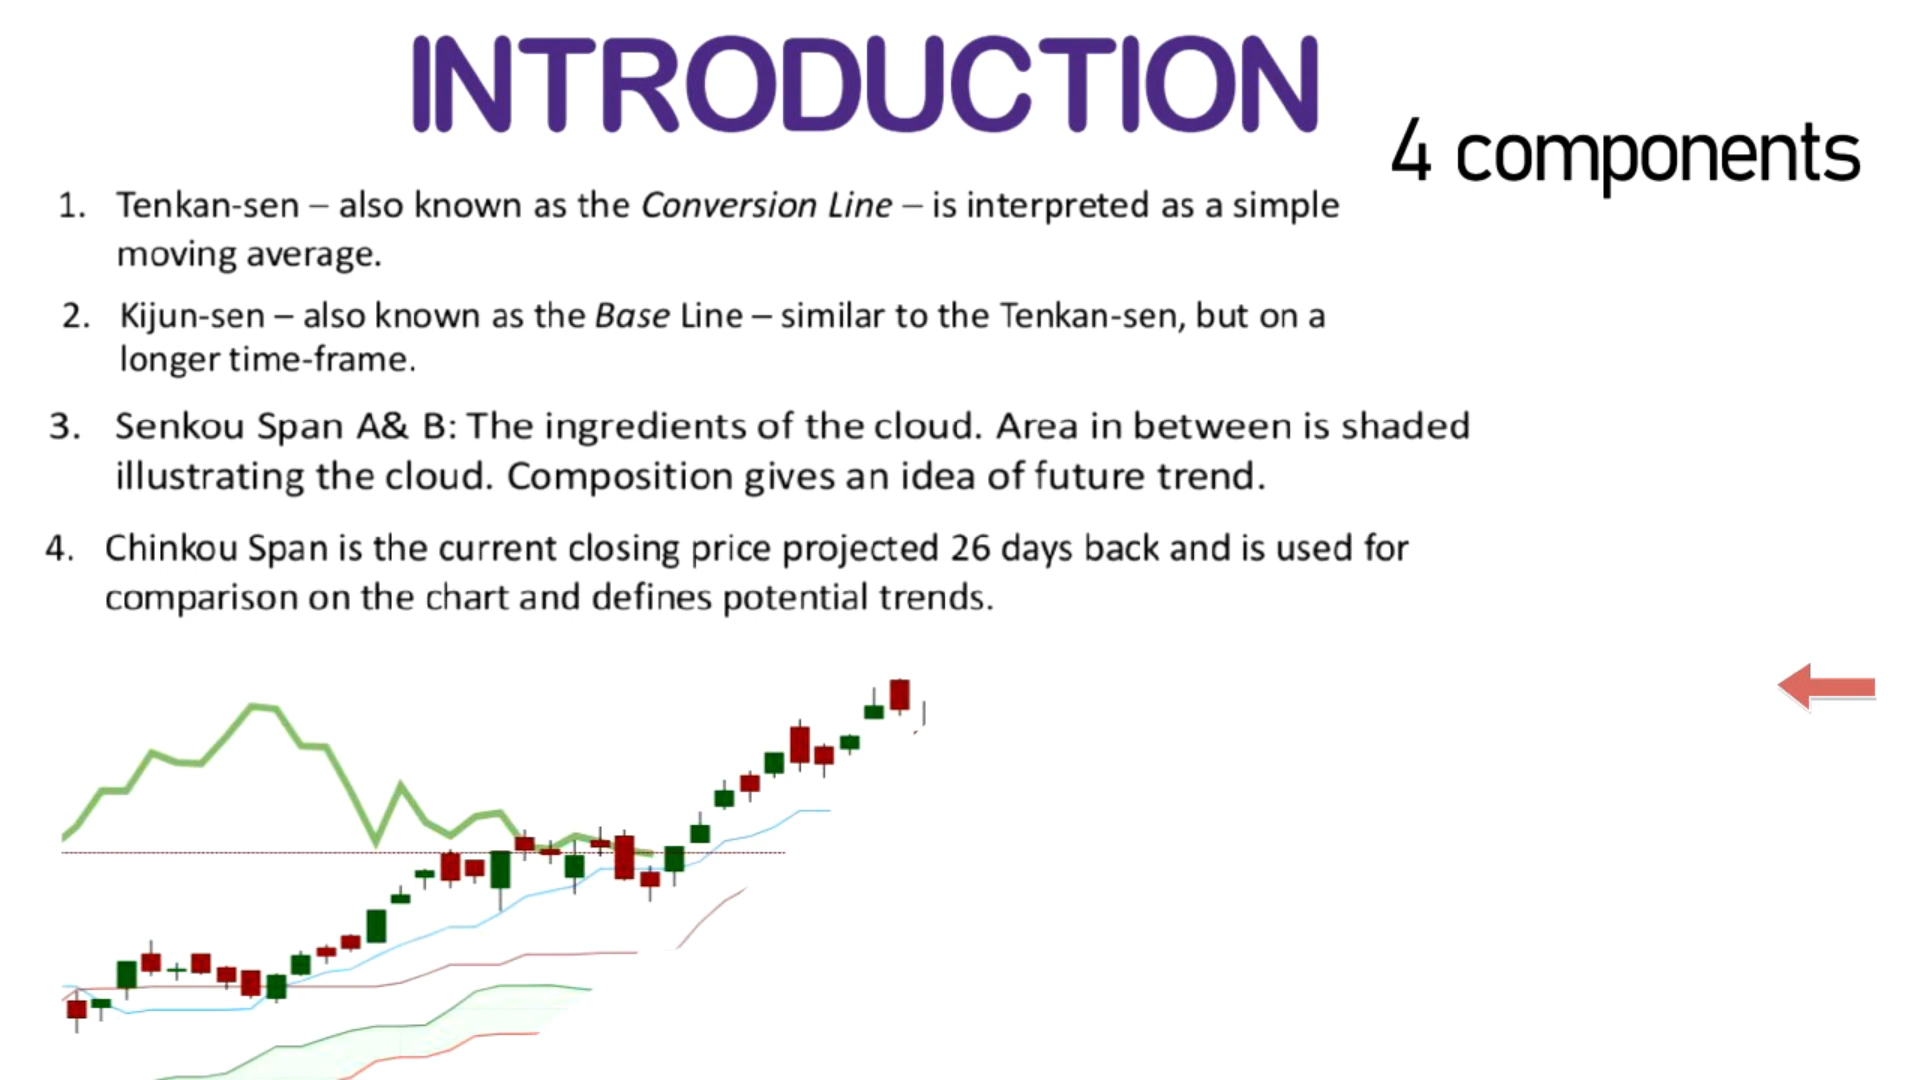 INTRODUCTION
4 components
1. Tenkan-sen – also known as the Conversion Line – is interpreted as a simple
moving average.
2. Kijun-sen – also known as the Base Line – similar to the Tenkan-sen, but on a
longer time-frame.
3. Senkou Span A& B: The ingredients of the cloud. Area in between is shaded
illustrating the cloud. Composition gives an idea of future trend.
4. Chinkou Span is the current closing price projected 26 days back and is used for
comparison on the chart and defines potential trends.